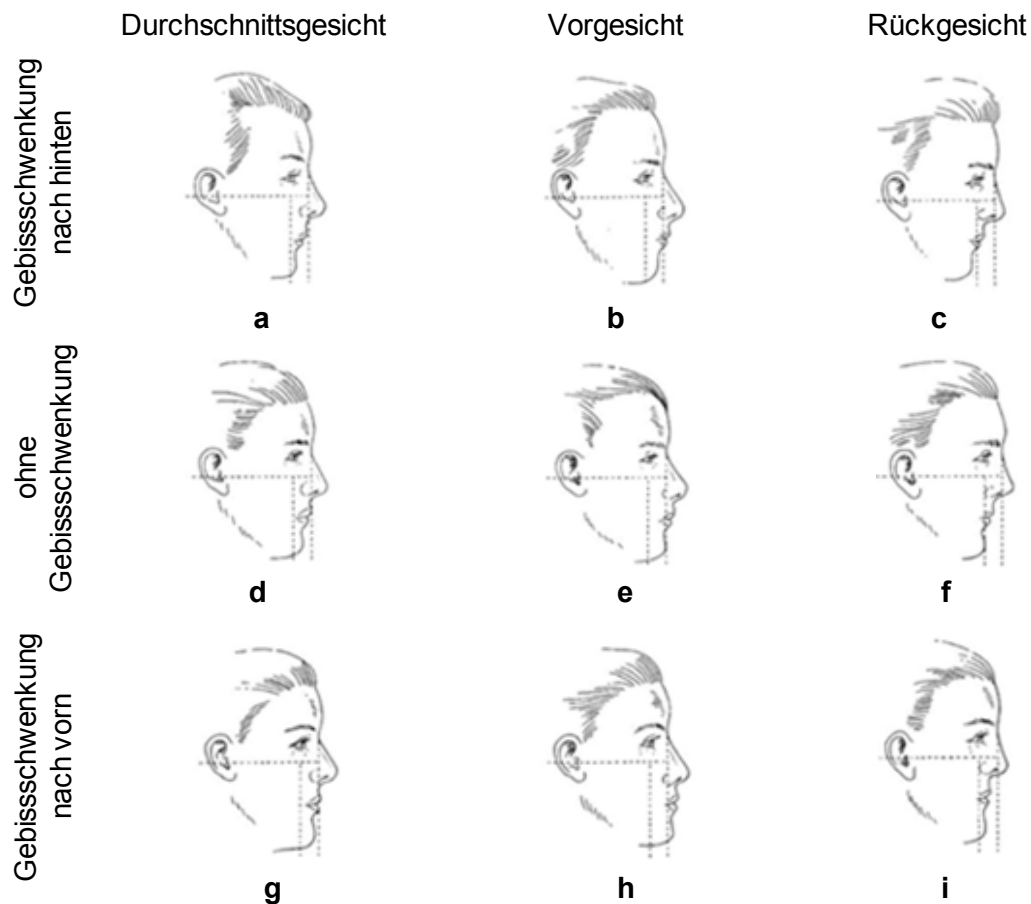 Durchschnittsgesicht Vorgesicht Rückgesicht
Gebissschwenkung
nach hinten
a b c
ohne
Gebissschwenkung
d e f
Gebissschwenkung
nach vorn
g h i